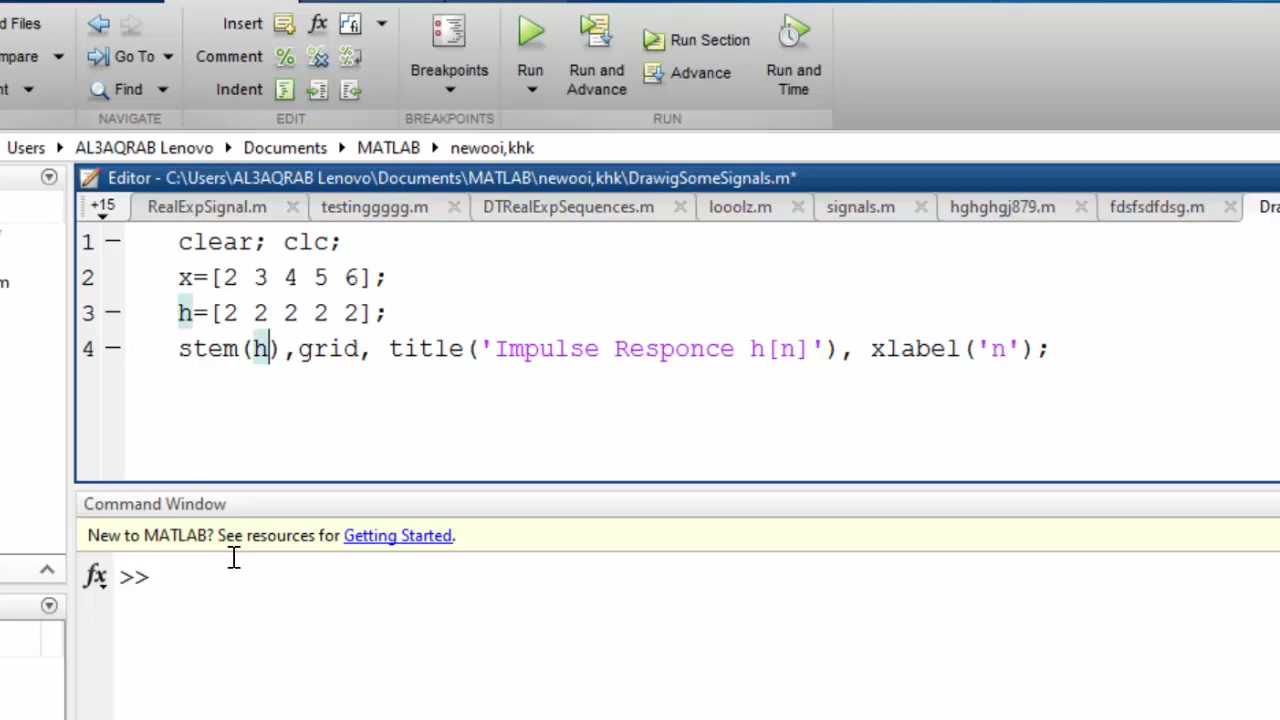 d Files
Insert
fx
mpare
Go To
Comment
Breakpoints
Run
Run and
Advance
Run Section
Advance
Run and
Time
nt
Find
Indent
NAVIGATE
EDIT
BREAKPOINTS
RUN
Users
AL3AQRAB Lenovo
Documents
MATLAB
newooi,khk
Editor - C:\Users\AL3AQRAB Lenovo\Documents\MATLAB\newooi,khk\DrawigSomeSignals.m*
+15
RealExpSignal.m
testinggggg.m
DTRealExpSequences.m
looolz.m
signals.m
hghghgj879.m
fdsfsdfdsg.m
Dra
1 clear; clc;
2 x=[2 3 4 5 6];
m
3 h=[2 2 2 2 2];
4 stem(h),grid, title('Impulse Responce h[n]'), xlabel('n');
Command Window
New to MATLAB? See resources for Getting Started.
fx >>